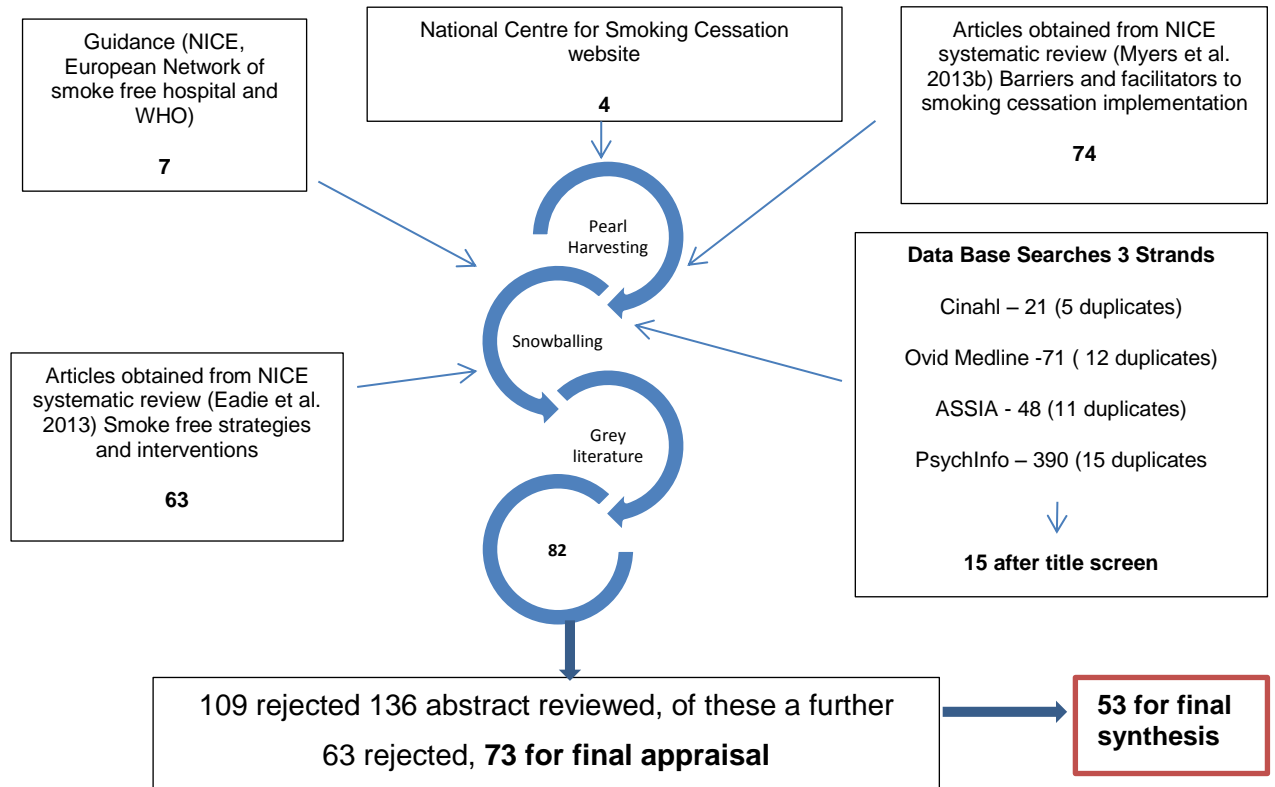 Guidance (NICE,
European Network of
smoke free hospital and
WHO)
7
National Centre for Smoking Cessation
website
4
Articles obtained from NICE
systematic review (Myers et al.
2013b) Barriers and facilitators to
smoking cessation implementation
74
Pearl
Harvesting
Snowballing
Grey
literature
82
Articles obtained from NICE
systematic review (Eadie et al.
2013) Smoke free strategies
and interventions
63
Data Base Searches 3 Strands
Cinahl – 21 (5 duplicates)
Ovid Medline -71 ( 12 duplicates)
ASSIA - 48 (11 duplicates)
PsychInfo – 390 (15 duplicates
15 after title screen
109 rejected 136 abstract reviewed, of these a further
63 rejected, 73 for final appraisal
53 for final
synthesis